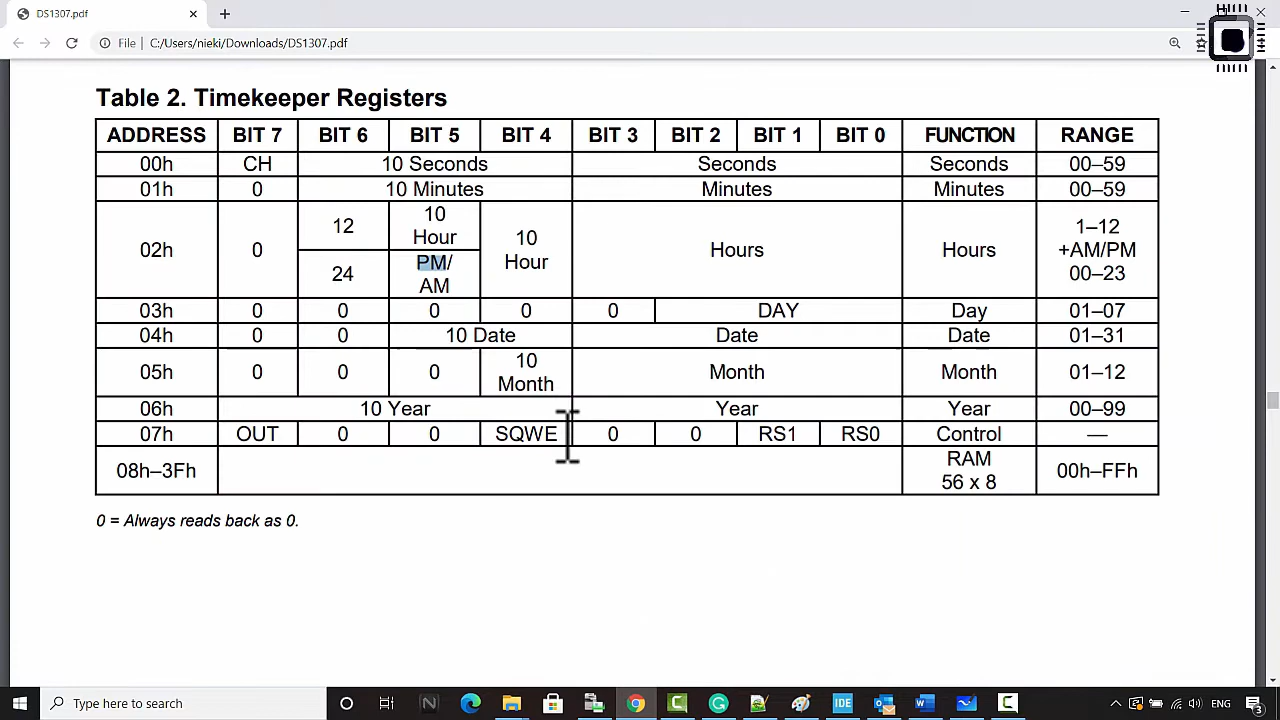 DS1307.pdf
File C:/Users/nieki/Downloads/DS1307.pdf
Table 2. Timekeeper Registers
ADDRESS BIT 7 BIT 6 BIT 5 BIT 4 BIT 3 BIT 2 BIT 1 BIT 0 FUNCTION RANGE
00h CH 10 Seconds Seconds Seconds 00–59
01h 0 10 Minutes Minutes Minutes 00–59
02h 0 12 10 Hour 10 Hour Hours Hours 1–12 +AM/PM 00–23
24 PM/ AM
03h 0 0 0 0 0 DAY Day 01–07
04h 0 0 10 Date Date Date 01–31
05h 0 0 0 10 Month Month Month 01–12
06h 10 Year Year Year 00–99
07h OUT 0 0 SQWE 0 0 RS1 RS0 Control —
08h–3Fh RAM 56 x 8 00h–FFh
0 = Always reads back as 0.
Type here to search
N IDE W C ENG 3